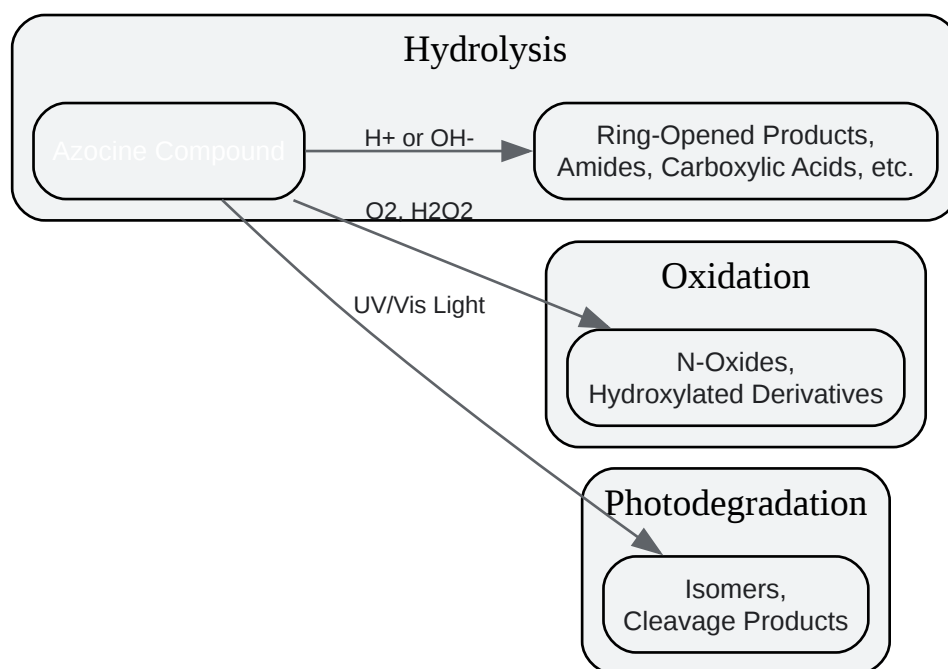 Hydrolysis
Azocine Compound
H+ or OH-
Ring-Opened Products,
Amides, Carboxylic Acids, etc.
O2, H2O2
Oxidation
UV/Vis Light
N-Oxides,
Hydroxylated Derivatives
Photodegradation
Isomers,
Cleavage Products